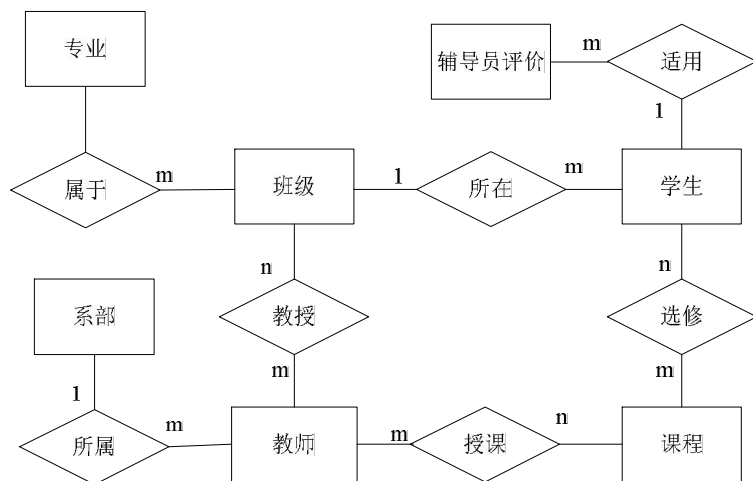 专业
辅导员评价
m
适用
1
属于
m
班级
1
所在
m
学生
n
n
系部
教授
选修
1
m
m
所属
m
教师
m
授课
n
课程